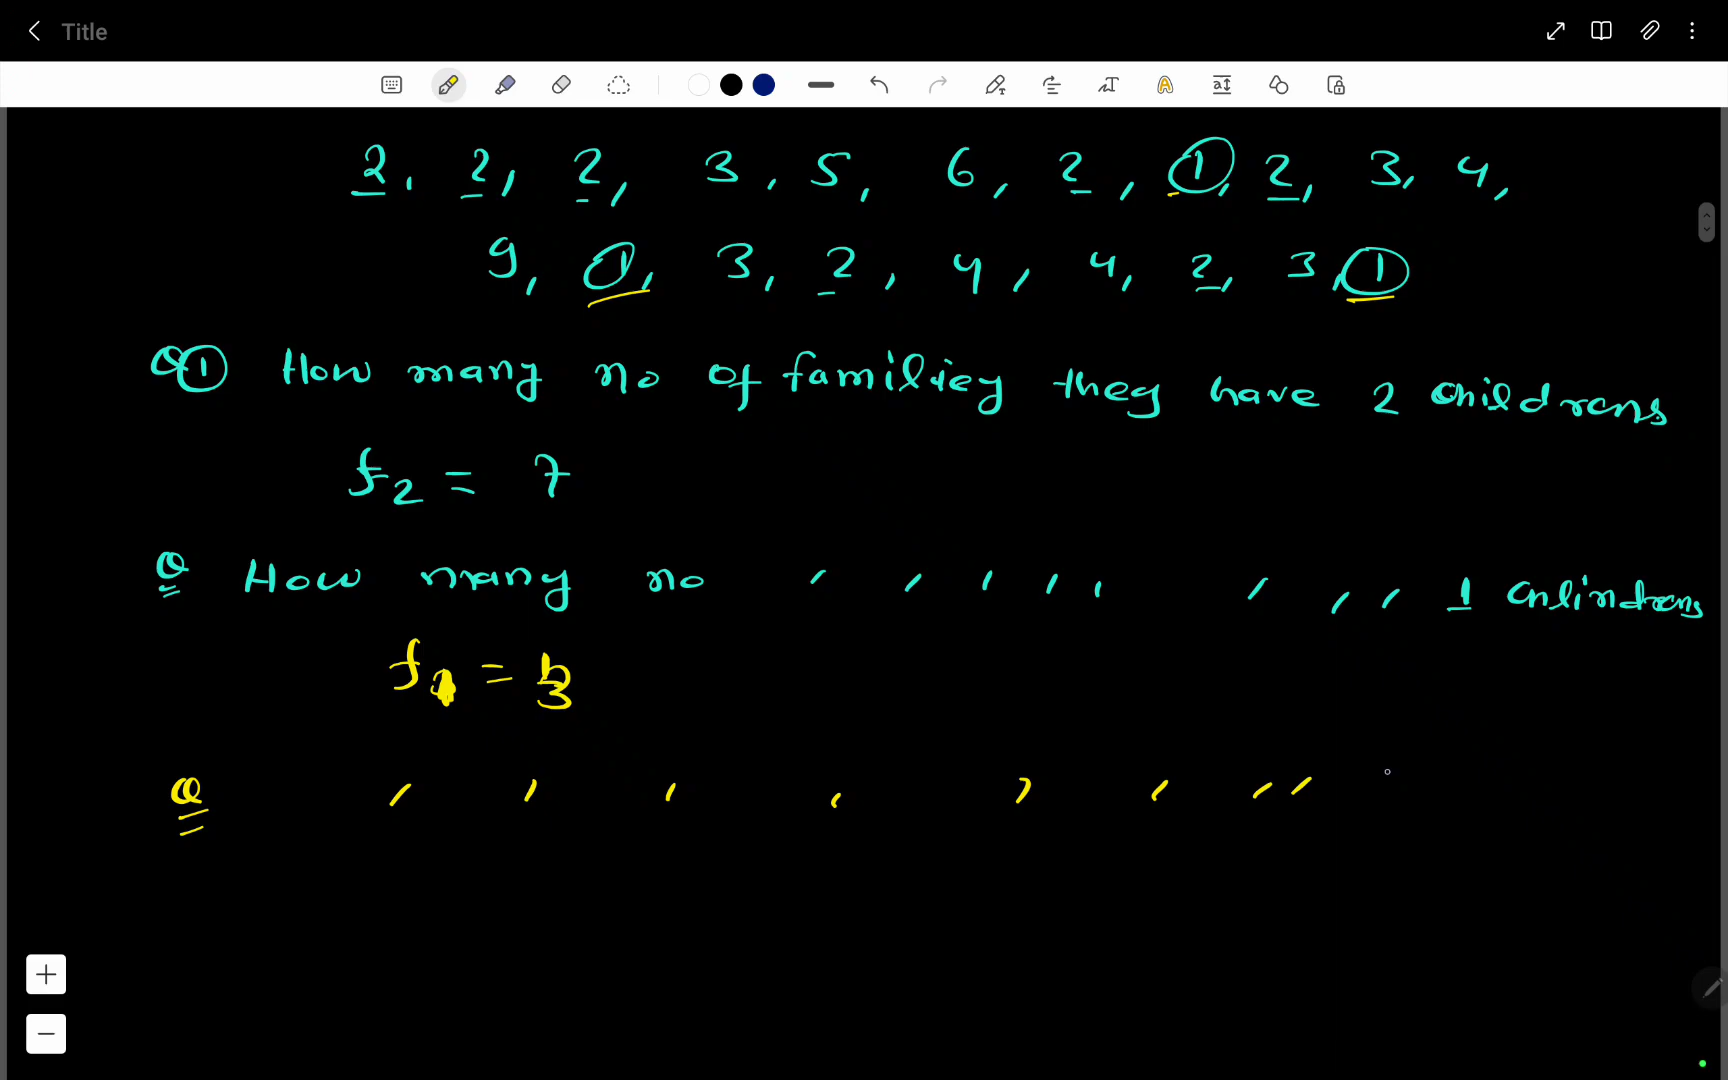 Title
2, 2, 2, 3, 5, 6, 2, 1, 2, 3, 4,
9, 1, 3, 2, 4, 4, 2, 3, 1
Q1 How many no of familiey they have 2 childrens
f2 = 7
Q How many no , , , , , , , , 1
f1 = 3
Q , , , , , , , ,